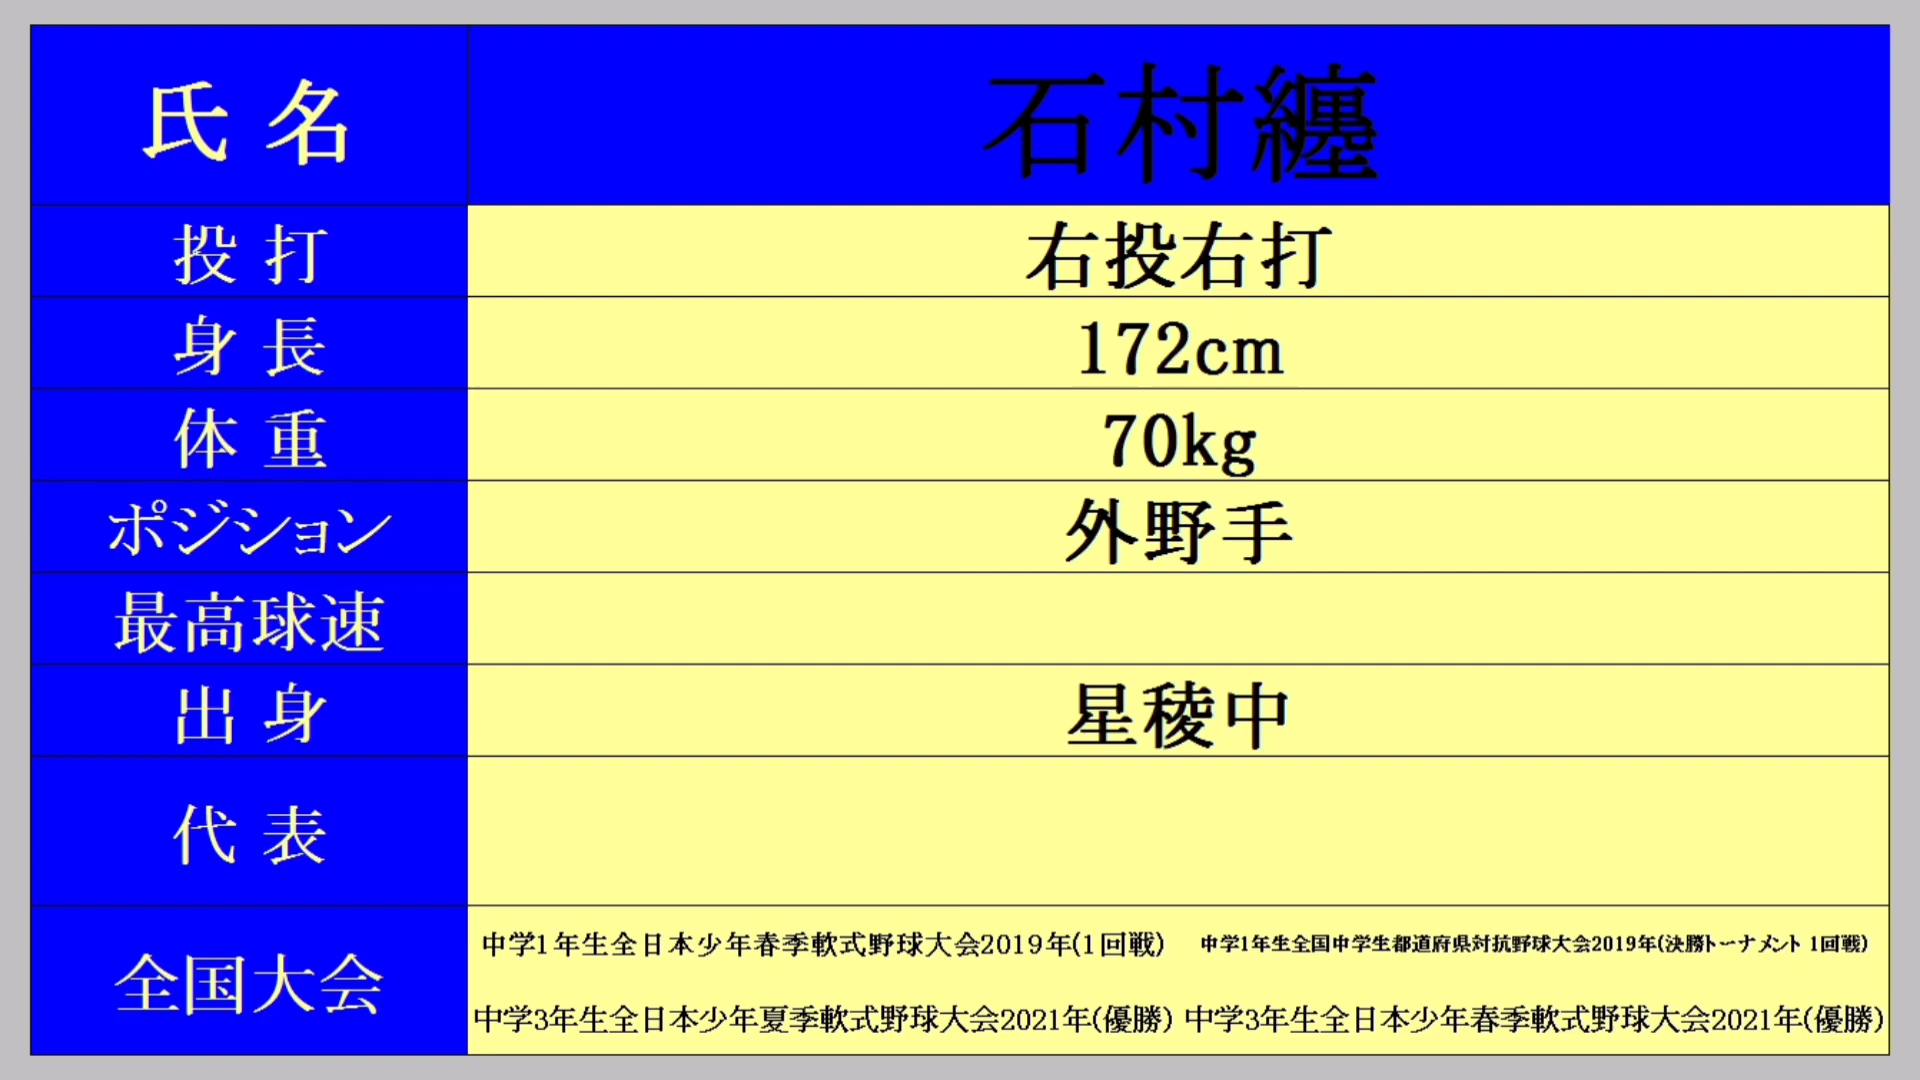 氏名 石村纏
投打 右投右打
身長 172cm
体重 70kg
ポジション 外野手
最高球速
出身 星稜中
代表
全国大会
中学1年生全日本少年春季軟式野球大会2019年(1回戦) 中学1年生全国中学生都道府県対抗野球大会2019年(決勝トーナメント 1回戦)
中学3年生全日本少年夏季軟式野球大会2021年(優勝) 中学3年生全日本少年春季軟式野球大会2021年(優勝)